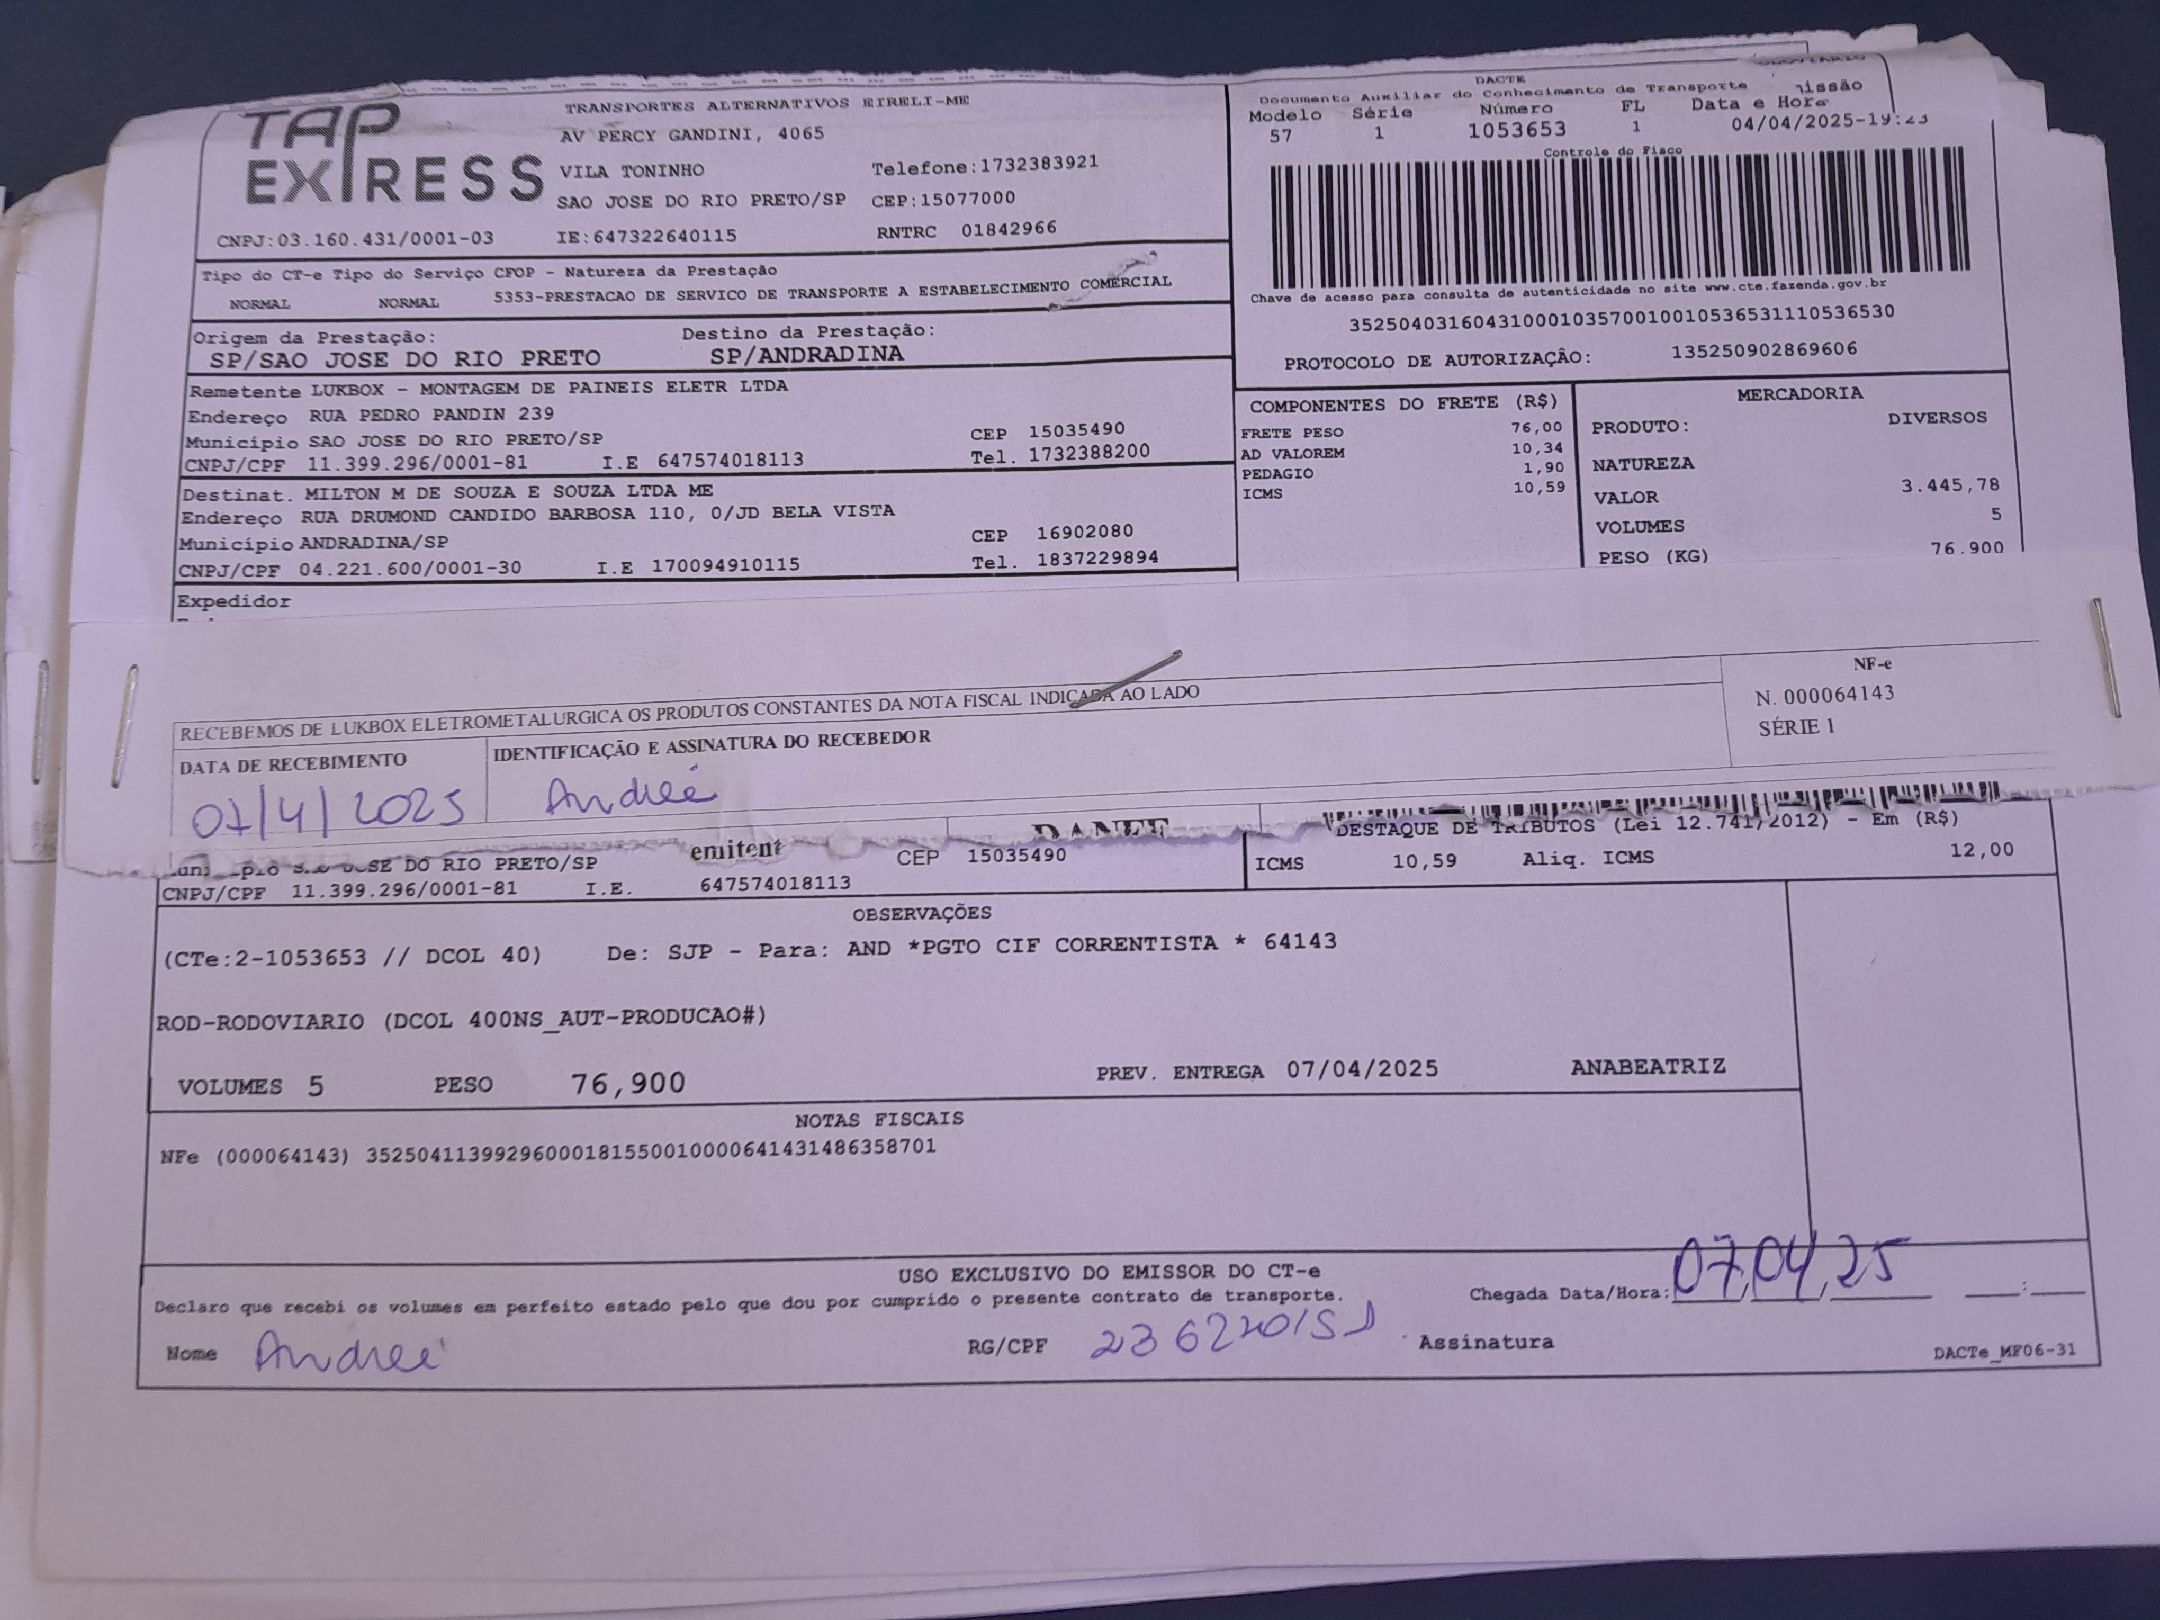 TAP EXPRESS
TRANSPORTES ALTERNATIVOS EIRELI-ME
AV PERCY GANDINI, 4065
VILA TONINHO Telefone:1732383921
SAO JOSE DO RIO PRETO/SP CEP:15077000
CNPJ:03.160.431/0001-03 IE:647322640115 RNTRC 01842966
DACTE
Documento Auxiliar do Conhecimento de Transporte
Modelo Série Número FL Data e Hora
57 1 1053653 1 04/04/2025-19:23
Controle do Fisco
Chave de acesso para consulta de autenticidade no site www.cte.fazenda.gov.br
35250403160431000103570010010536531110536530
PROTOCOLO DE AUTORIZAÇÃO: 135250902869606
Tipo do CT-e Tipo do Serviço CFOP - Natureza da Prestação
NORMAL NORMAL 5353-PRESTACAO DE SERVICO DE TRANSPORTE A ESTABELECIMENTO COMERCIAL
Origem da Prestação: Destino da Prestação:
SP/SAO JOSE DO RIO PRETO SP/ANDRADINA
Remetente LUKBOX - MONTAGEM DE PAINEIS ELETR LTDA
Endereço RUA PEDRO PANDIN 239
Município SAO JOSE DO RIO PRETO/SP CEP 15035490
CNPJ/CPF 11.399.296/0001-81 I.E 647574018113 Tel. 1732388200
Destinat. MILTON M DE SOUZA E SOUZA LTDA ME
Endereço RUA DRUMOND CANDIDO BARBOSA 110, 0/JD BELA VISTA
Município ANDRADINA/SP CEP 16902080
CNPJ/CPF 04.221.600/0001-30 I.E 170094910115 Tel. 1837229894
Expedidor
COMPONENTES DO FRETE (R$)
FRETE PESO 76,00
AD VALOREM 10,34
PEDAGIO 1,90
ICMS 10,59
MERCADORIA
PRODUTO: DIVERSOS
NATUREZA
VALOR 3.445,78
VOLUMES 5
PESO (KG) 76.900
RECEBEMOS DE LUKBOX ELETROMETALURGICA OS PRODUTOS CONSTANTES DA NOTA FISCAL INDICADA AO LADO
NF-e
N. 000064143
SÉRIE 1
DATA DE RECEBIMENTO IDENTIFICAÇÃO E ASSINATURA DO RECEBEDOR
07/4/2025 Andreé
DANFE
emitent
DESTAQUE DE TRIBUTOS (Lei 12.741/2012) - Em (R$)
JOSE DO RIO PRETO/SP CEP 15035490
ICMS 10,59 Aliq. ICMS 12,00
CNPJ/CPF 11.399.296/0001-81 I.E. 647574018113
OBSERVAÇÕES
(CTe:2-1053653 // DCOL 40) De: SJP - Para: AND *PGTO CIF CORRENTISTA * 64143
ROD-RODOVIARIO (DCOL 400NS_AUT-PRODUCAO#)
VOLUMES 5 PESO 76,900 PREV. ENTREGA 07/04/2025 ANABEATRIZ
NOTAS FISCAIS
NFe (000064143) 35250411399296000181550010000641431486358701
USO EXCLUSIVO DO EMISSOR DO CT-e
Declaro que recebi os volumes em perfeito estado pelo que dou por cumprido o presente contrato de transporte.
Chegada Data/Hora: 07/04/25 :
Nome Andreé RG/CPF Assinatura
DACTe_MF06-31